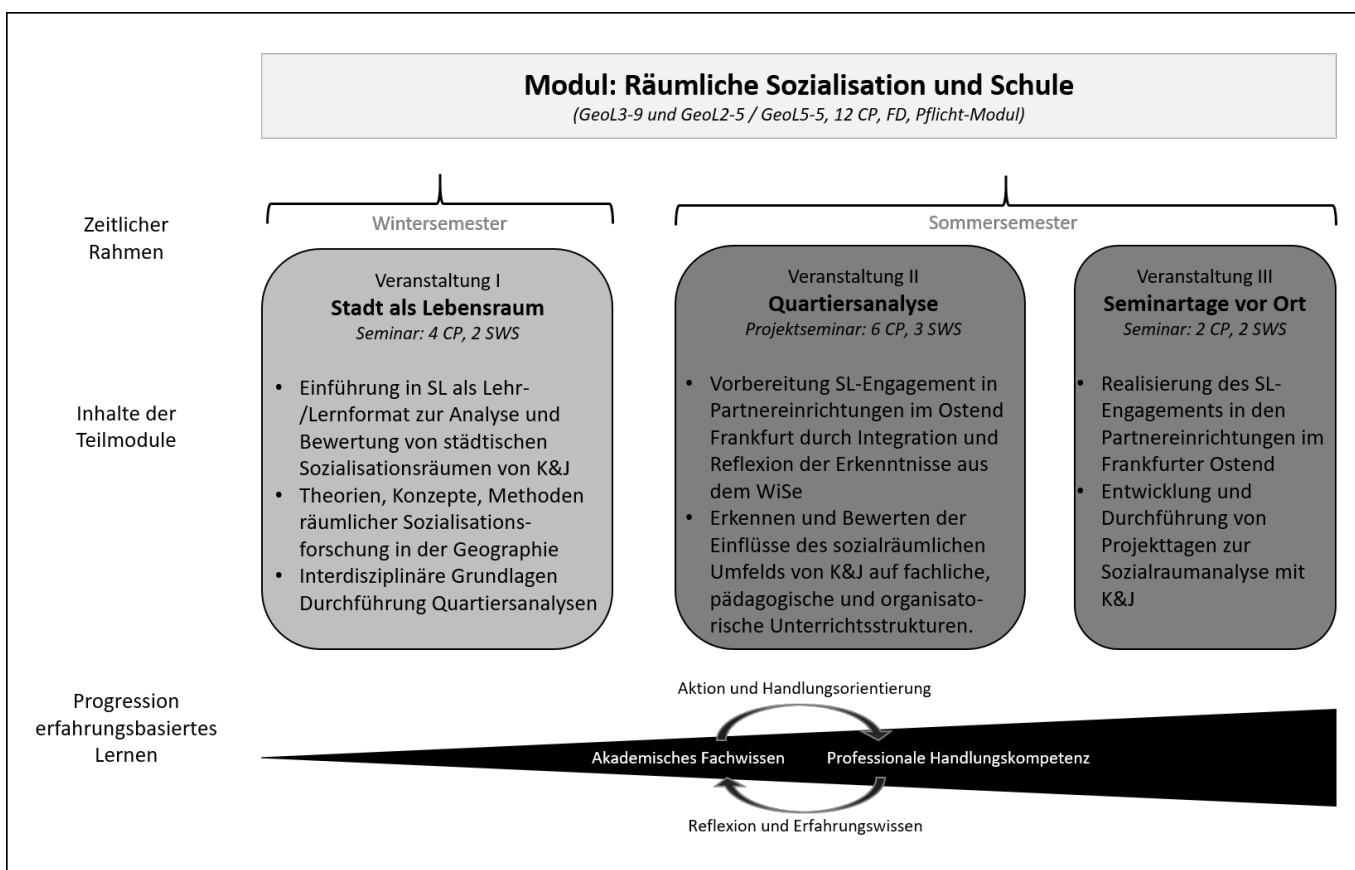 Modul: Räumliche Sozialisation und Schule
(GeoL3-9 und GeoL2-5 / GeoL5-5, 12 CP, FD, Pflicht-Modul)
Zeitlicher
Rahmen
Wintersemester
Sommersemester
Inhalte der
Teilmodule
Veranstaltung I
Stadt als Lebensraum
Seminar: 4 CP, 2 SWS
• Einführung in SL als Lehr-
/Lernformat zur Analyse und
Bewertung von städtischen
Sozialisationsräumen von K&J
• Theorien, Konzepte, Methoden
räumlicher Sozialisations-
forschung in der Geographie
• Interdisziplinäre Grundlagen
Durchführung Quartiersanalysen
Veranstaltung II
Quartiersanalyse
Projektseminar: 6 CP, 3 SWS
• Vorbereitung SL-Engagement in
Partnereinrichtungen im Ostend
Frankfurt durch Integration und
Reflexion der Erkenntnisse aus
dem WiSe
• Erkennen und Bewerten der
Einflüsse des sozialräumlichen
Umfelds von K&J auf fachliche,
pädagogische und organisato-
rische Unterrichtsstrukturen.
Veranstaltung III
Seminartage vor Ort
Seminar: 2 CP, 2 SWS
• Realisierung des SL-
Engagements in den
Partnereinrichtungen im
Frankfurter Ostend
• Entwicklung und
Durchführung von
Projekttagen zur
Sozialraumanalyse mit
K&J
Progression
erfahrungsbasiertes
Lernen
Aktion und Handlungsorientierung
Akademisches Fachwissen
Professionale Handlungskompetenz
Reflexion und Erfahrungswissen